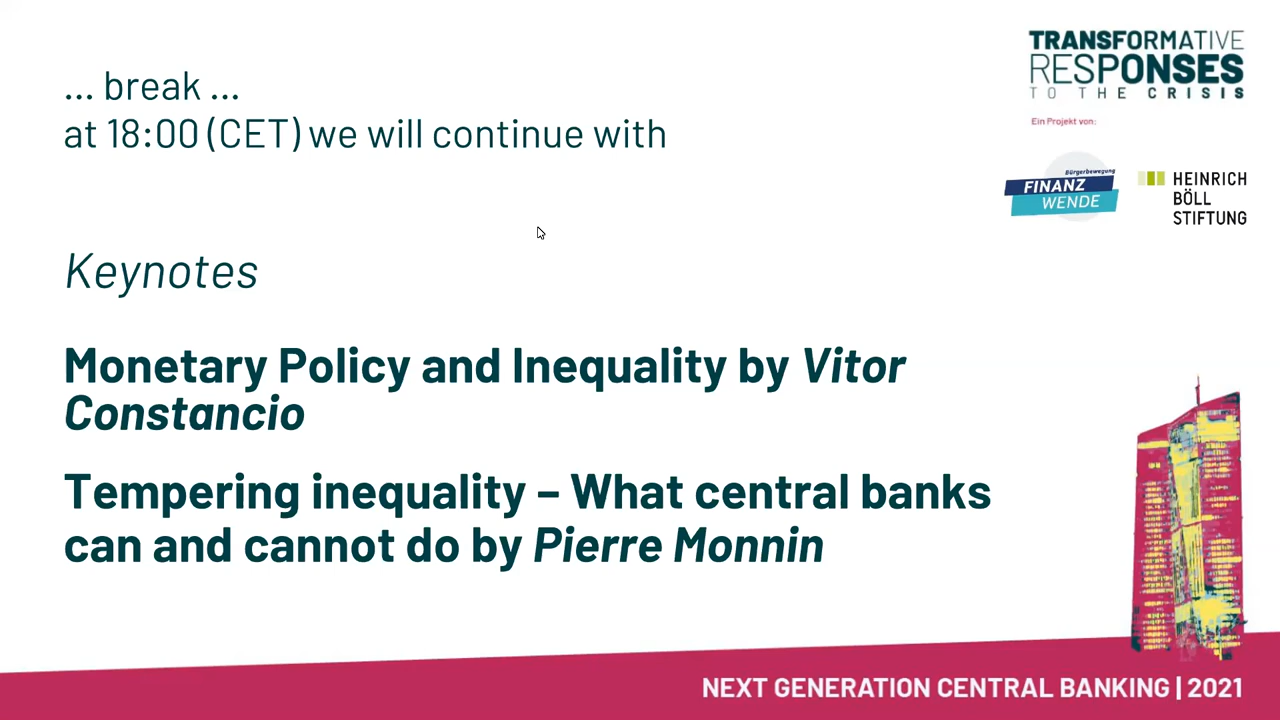 ... break ...
at 18:00 (CET) we will continue with
Keynotes
Monetary Policy and Inequality by Vitor
Constancio
Tempering inequality – What central banks
can and cannot do by Pierre Monnin
TRANSFORMATIVE
RESPONSES
TO THE CRISIS
Ein Projekt von:
Bürgerbewegung
FINANZ
WENDE
HEINRICH
BÖLL
STIFTUNG
NEXT GENERATION CENTRAL BANKING | 2021